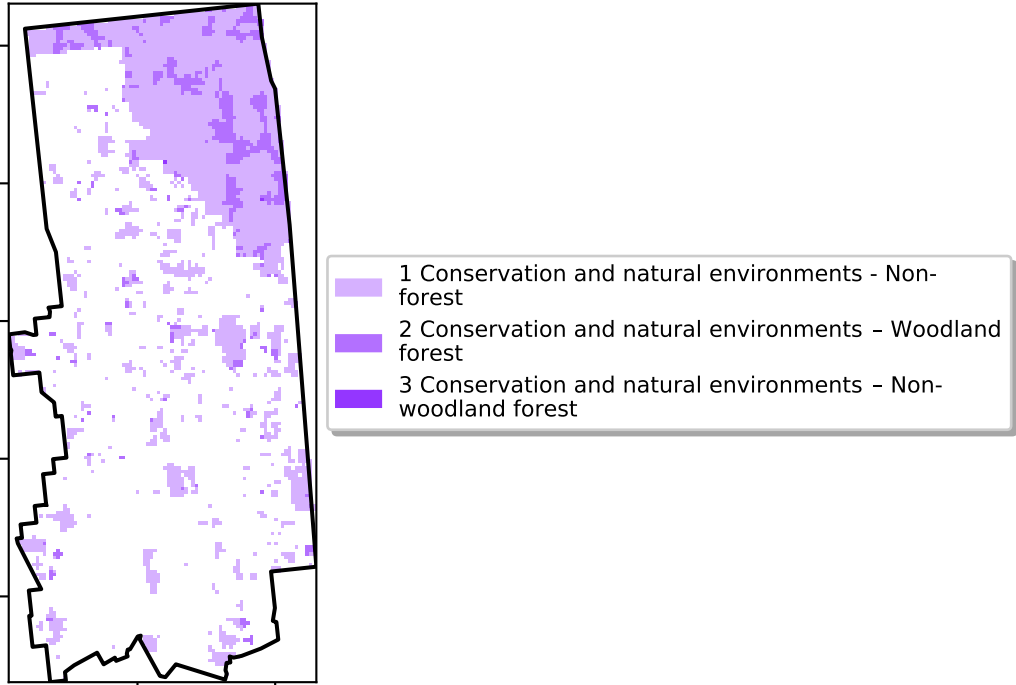 1 Conservation and natural environments - Non-
forest
2 Conservation and natural environments – Woodland
forest
3 Conservation and natural environments – Non-
woodland forest